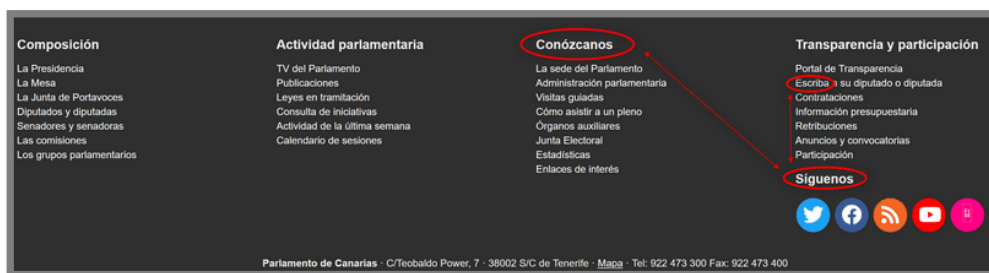 Composición
La Presidencia
La Mesa
La Junta de Portavoces
Diputados y diputadas
Senadores y senadoras
Las comisiones
Los grupos parlamentarios
Actividad parlamentaria
TV del Parlamento
Publicaciones
Leyes en tramitación
Consulta de iniciativas
Actividad de la última semana
Calendario de sesiones
Conózcanos
La sede del Parlamento
Administración parlamentaria
Visitas guiadas
Cómo asistir a un pleno
Órganos auxiliares
Junta Electoral
Estadísticas
Enlaces de interés
Transparencia y participación
Portal de Transparencia
Escriba a su diputado o diputada
Contrataciones
Información presupuestaria
Retribuciones
Anuncios y convocatorias
Participación
Síguenos
Parlamento de Canarias · C/Teobaldo Power, 7 · 38002 S/C de Tenerife · Mapa · Tel: 922 473 300 Fax: 922 473 400